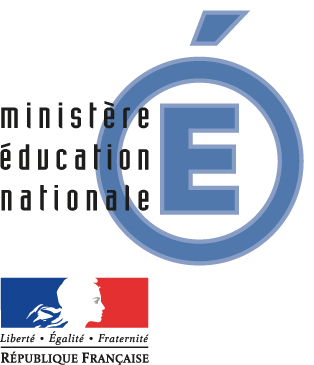 ministère
éducation
nationale
É
Liberté • Égalité • Fraternité
RÉPUBLIQUE FRANÇAISE